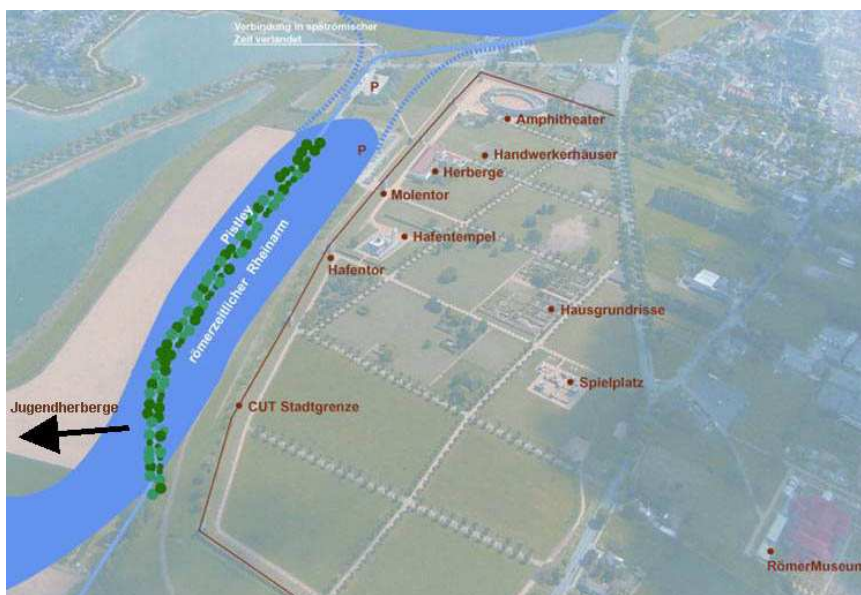 Verbindung in spätrömischer
Zeit verlandet
P
Amphitheater
P
Handwerkerhäuser
Herberge
Molentor
Pistley
Hafentempel
römerzeitlicher Rheinarm
Hafentor
Hausgrundrisse
Spielplatz
Jugendherberge
CUT Stadtgrenze
RömerMuseum